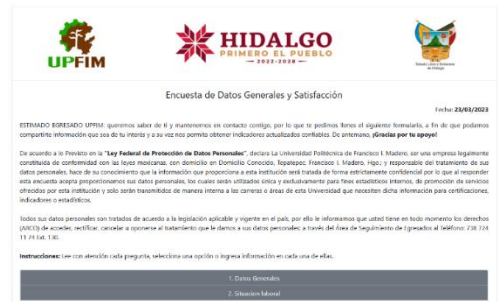 UPFIM
HIDALGO
PRIMERO EL PUEBLO
2022-2028
Encuesta de Datos Generales y Satisfacción
Fecha: 23/03/2023
ESTIMADO EGRESADO UPFIM: queremos saber de ti y mantenernos en contacto contigo, por lo que te pedimos llenes el siguiente formulario, a fin de que podamos
compartirte información que sea de tu interés y a su vez nos permita obtener indicadores actualizados confiables. De antemano, ¡Gracias por tu apoyo!
De acuerdo a lo Previsto en la "Ley Federal de Protección de Datos Personales", declara La Universidad Politécnica de Francisco I. Madero, ser una empresa legalmente
constituida de conformidad con las leyes mexicanas, con domicilio en Domicilio Conocido, Tepatepec, Francisco I. Madero, Hgo; y responsable del tratamiento de sus
datos personales, hace de su conocimiento que la información que proporcione a esta institución será tratada de forma estrictamente confidencial por lo que al responder
esta encuesta acepta proporcionarnos sus datos personales, los cuales serán utilizados única y exclusivamente para fines estadísticos internos, de promoción de servicios
ofrecidos por esta institución y solo serán transmitidos de manera interna a las carreras o áreas de esta Universidad que necesiten dicha información para certificaciones,
indicadores o estadísticos.
Todos sus datos personales son tratados de acuerdo a la legislación aplicable y vigente en el país, por ello le informamos que usted tiene en todo momento los derechos
(ARCO) de acceder, rectificar, cancelar u oponerse al tratamiento que le damos a sus datos personales; a través del Área de Seguimiento de Egresados al Teléfono: 738 724
11 74 Ext. 130.
Instrucciones: Lee con atención cada pregunta, selecciona una opción o ingresa información en cada una de ellas.
1. Datos Generales
2. Situacion laboral